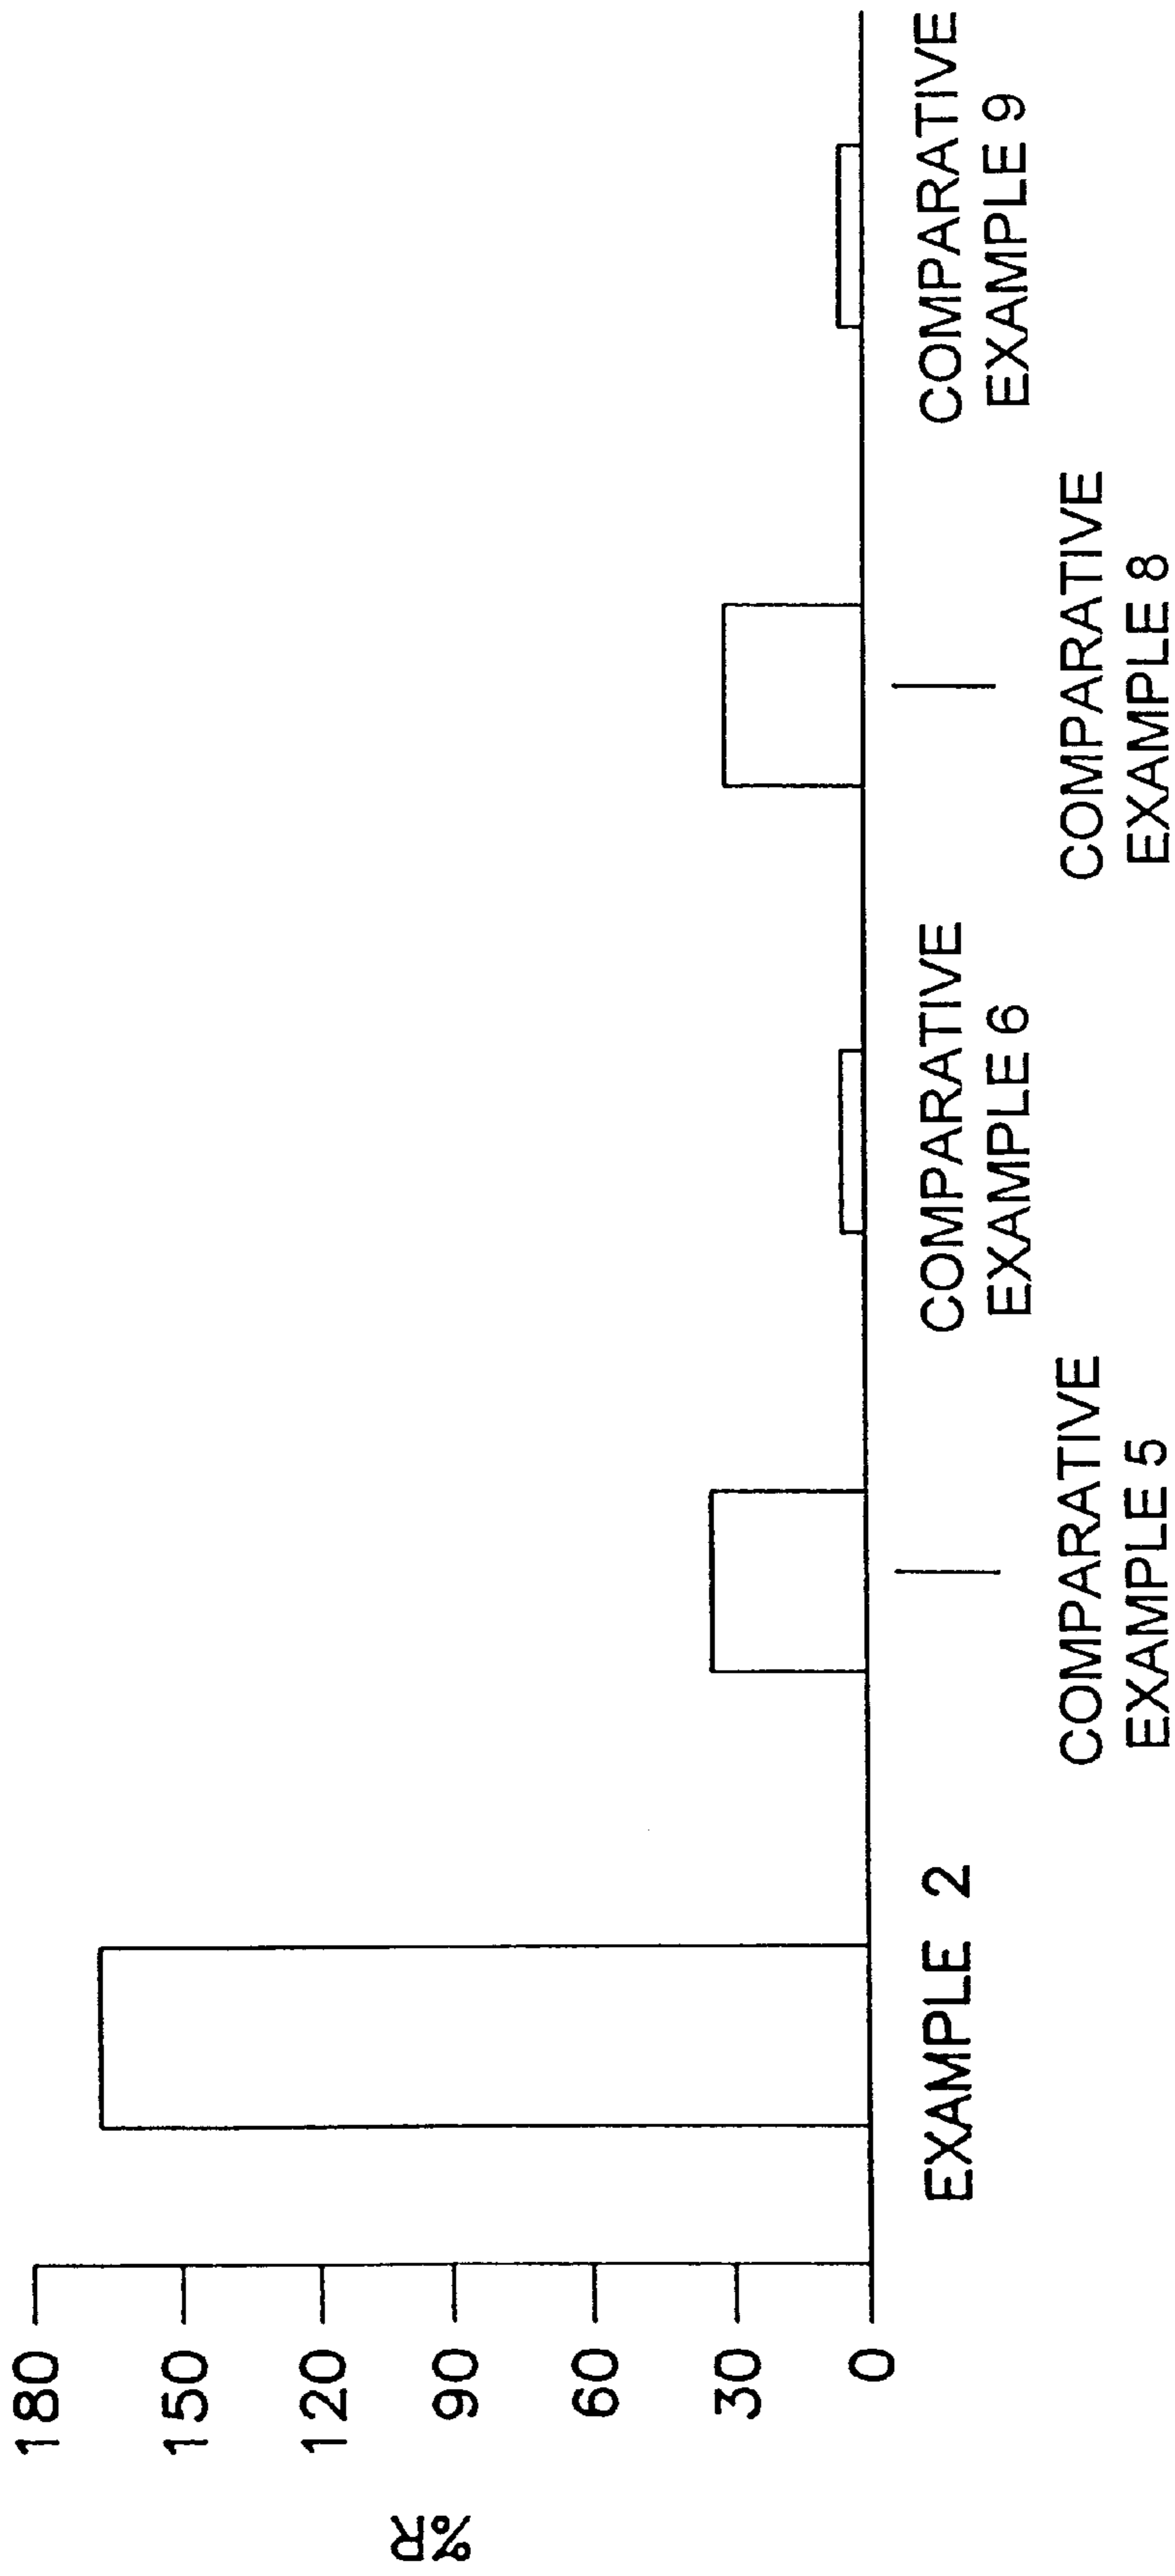 %R
180
150
120
90
60
30
0
EXAMPLE 2
COMPARATIVE
EXAMPLE 5
COMPARATIVE
EXAMPLE 6
COMPARATIVE
EXAMPLE 8
COMPARATIVE
EXAMPLE 9